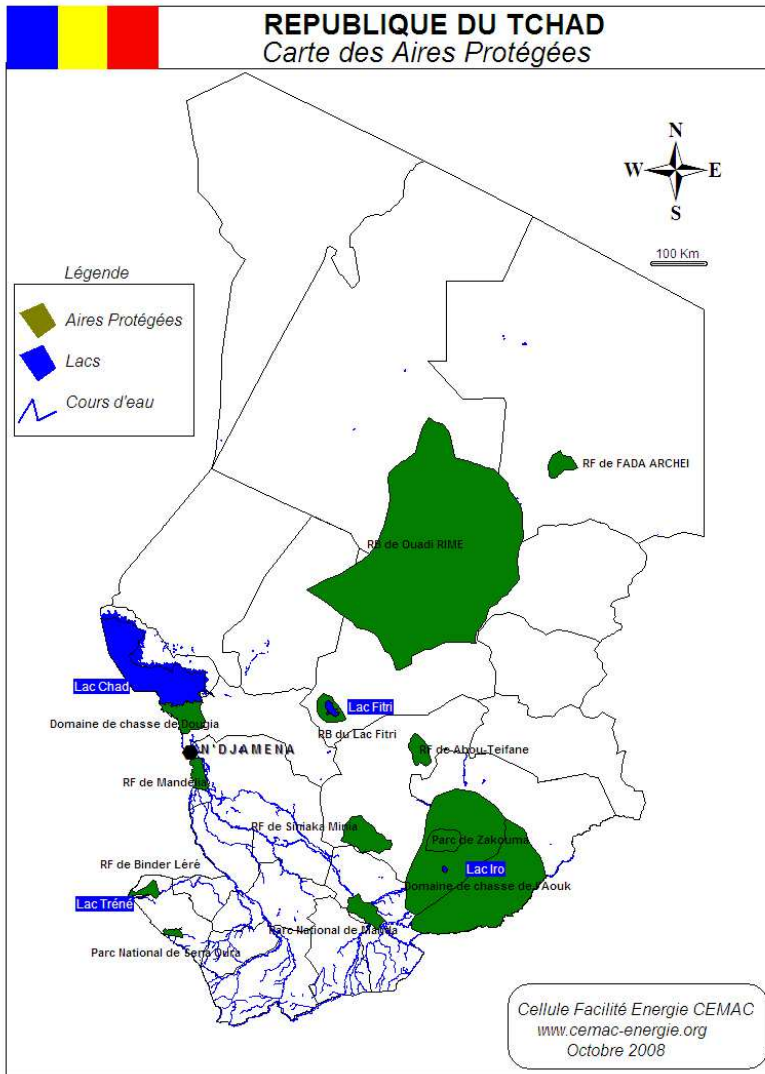 REPUBLIQUE DU TCHAD
Carte des Aires Protégées
N
W E
S
100 Km
Légende
Aires Protégées
Lacs
Cours d'eau
RF de FADA ARCHEI
RB de Ouadi RIME
Lac Chad
Lac Fitri
Domaine de chasse de Dougia
RB du Lac Fitri
N'DJAMENA
RF de Abou Teifane
RF de Mandelia
RF de Siniaka Minia
Parc de Zakouma
RF de Binder Léré
Lac Iro
Domaine de chasse de l'Aouk
Lac Tréné
Parc National de Manda
Parc National de Sena Oura
Cellule Facilité Energie CEMAC
www.cemac-energie.org
Octobre 2008